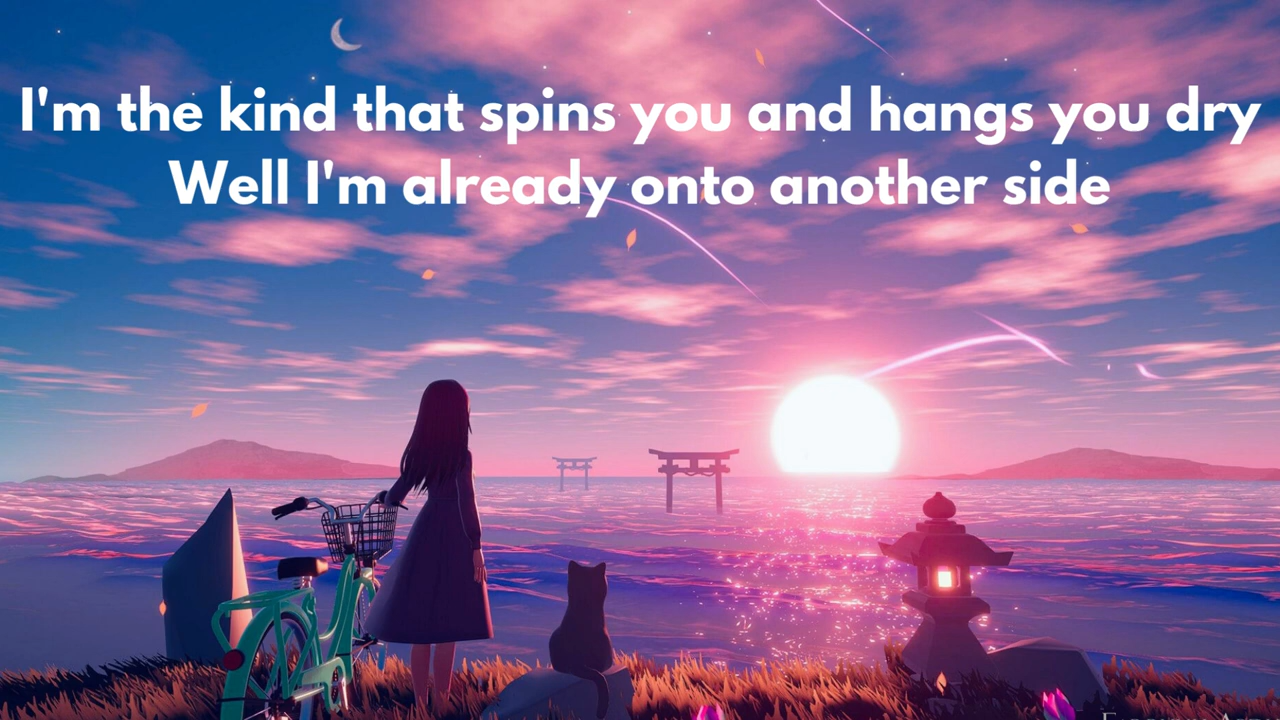 I'm the kind that spins you and hangs you dry
Well I'm already onto another side